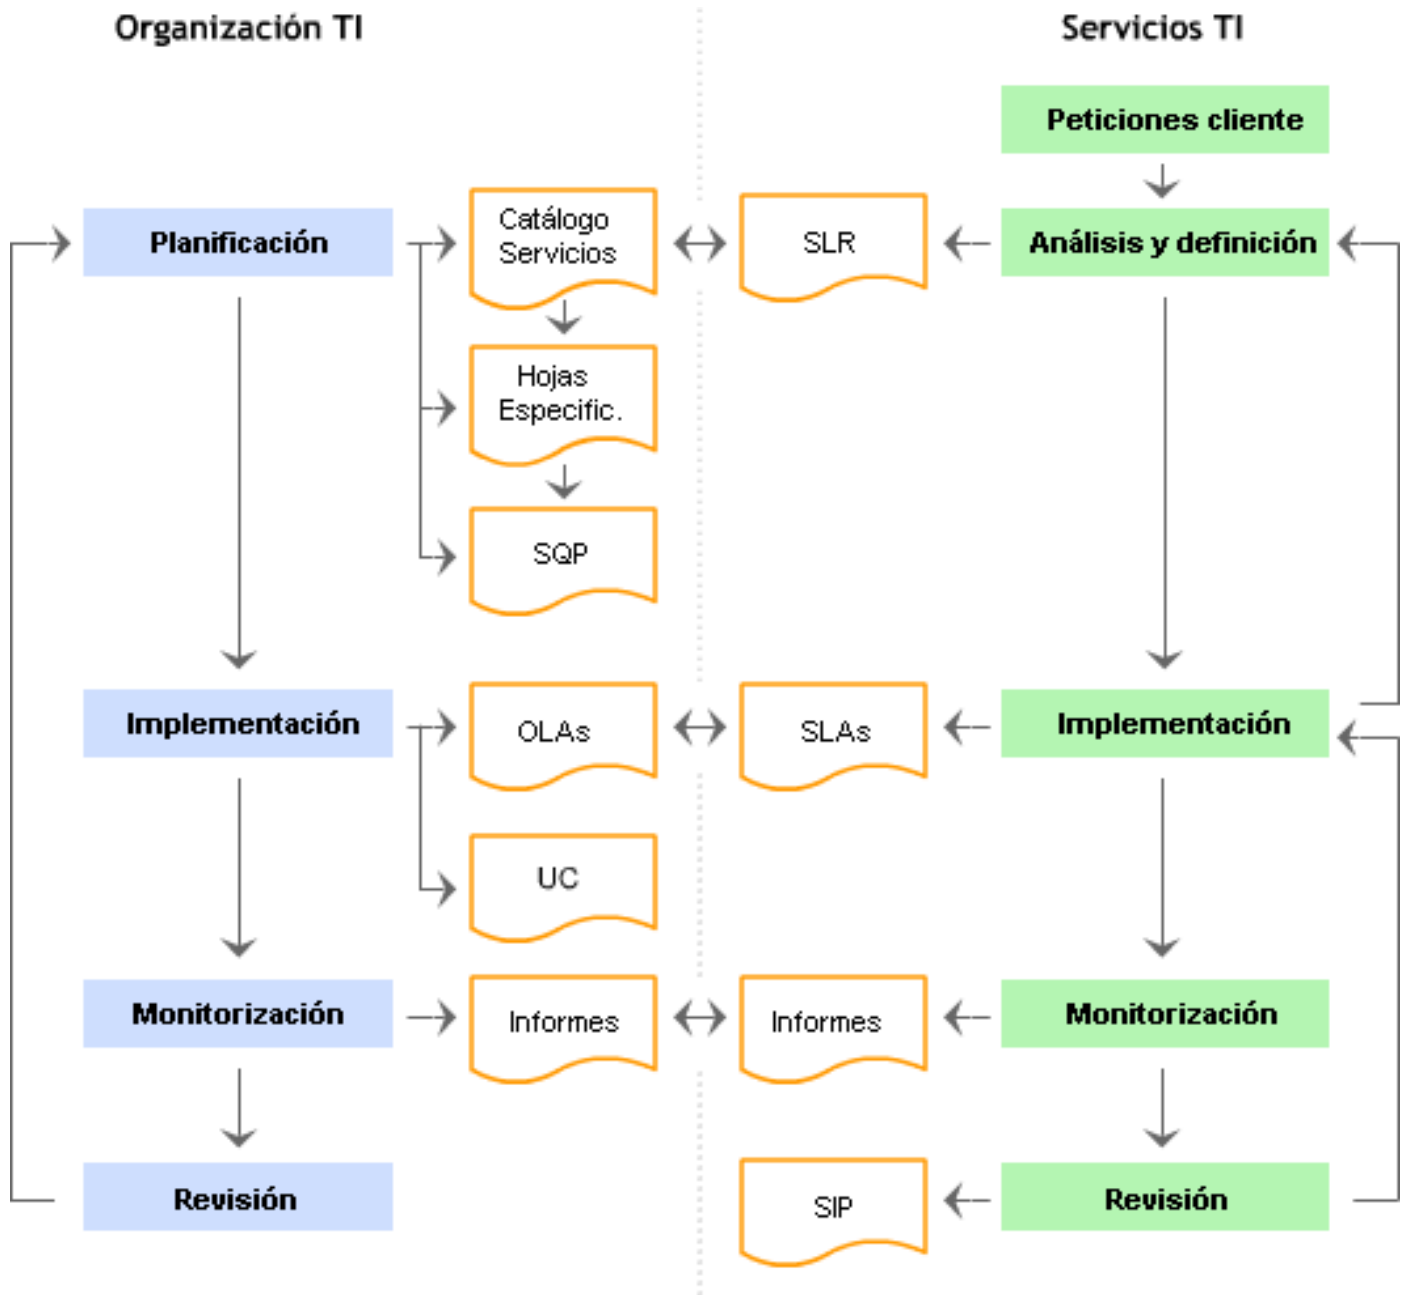 Organización TI
Servicios TI
Peticiones cliente
Planificación
Catálogo
Servicios
SLR
Análisis y definición
Hojas
Especific.
SQP
Implementación
OLAs
SLAs
Implementación
UC
Monitorización
Informes
Informes
Monitorización
Revisión
SIP
Revisión